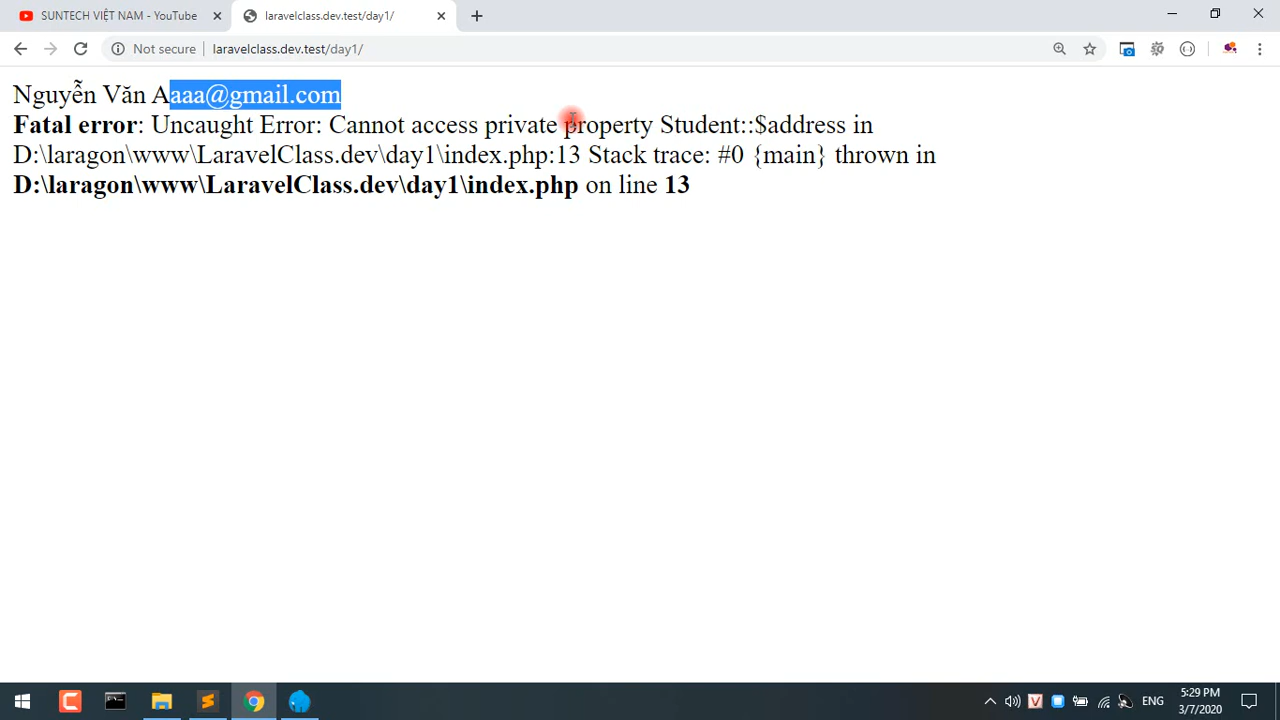 SUNTECH VIỆT NAM - YouTube
laravelclass.dev.test/day1/
Not secure
laravelclass.dev.test/day1/
Nguyễn Văn Aaaa@gmail.com
Fatal error: Uncaught Error: Cannot access private property Student::$address in
D:\laragon\www\LaravelClass.dev\day1\index.php:13 Stack trace: #0 {main} thrown in
D:\laragon\www\LaravelClass.dev\day1\index.php on line 13
ENG
5:29 PM
3/7/2020